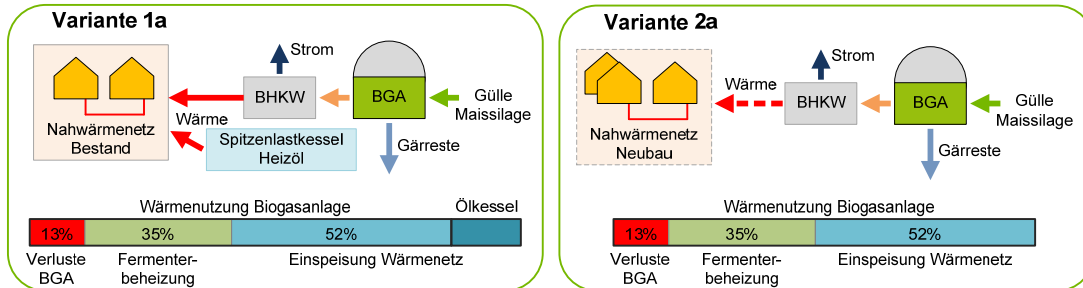 Variante 1a
Strom
BHKW
BGA
Gülle
Maissilage
Wärme
Nahwärmenetz
Bestand
Spitzenlastkessel
Heizöl
Gärreste
Wärmenutzung Biogasanlage
Ölkessel
13%
35%
52%
Verluste
BGA
Fermenter-
beheizung
Einspeisung Wärmenetz
Variante 2a
Strom
Wärme
BHKW
BGA
Gülle
Maissilage
Nahwärmenetz
Neubau
Gärreste
Wärmenutzung Biogasanlage
13%
35%
52%
Verluste
BGA
Fermenter-
beheizung
Einspeisung Wärmenetz